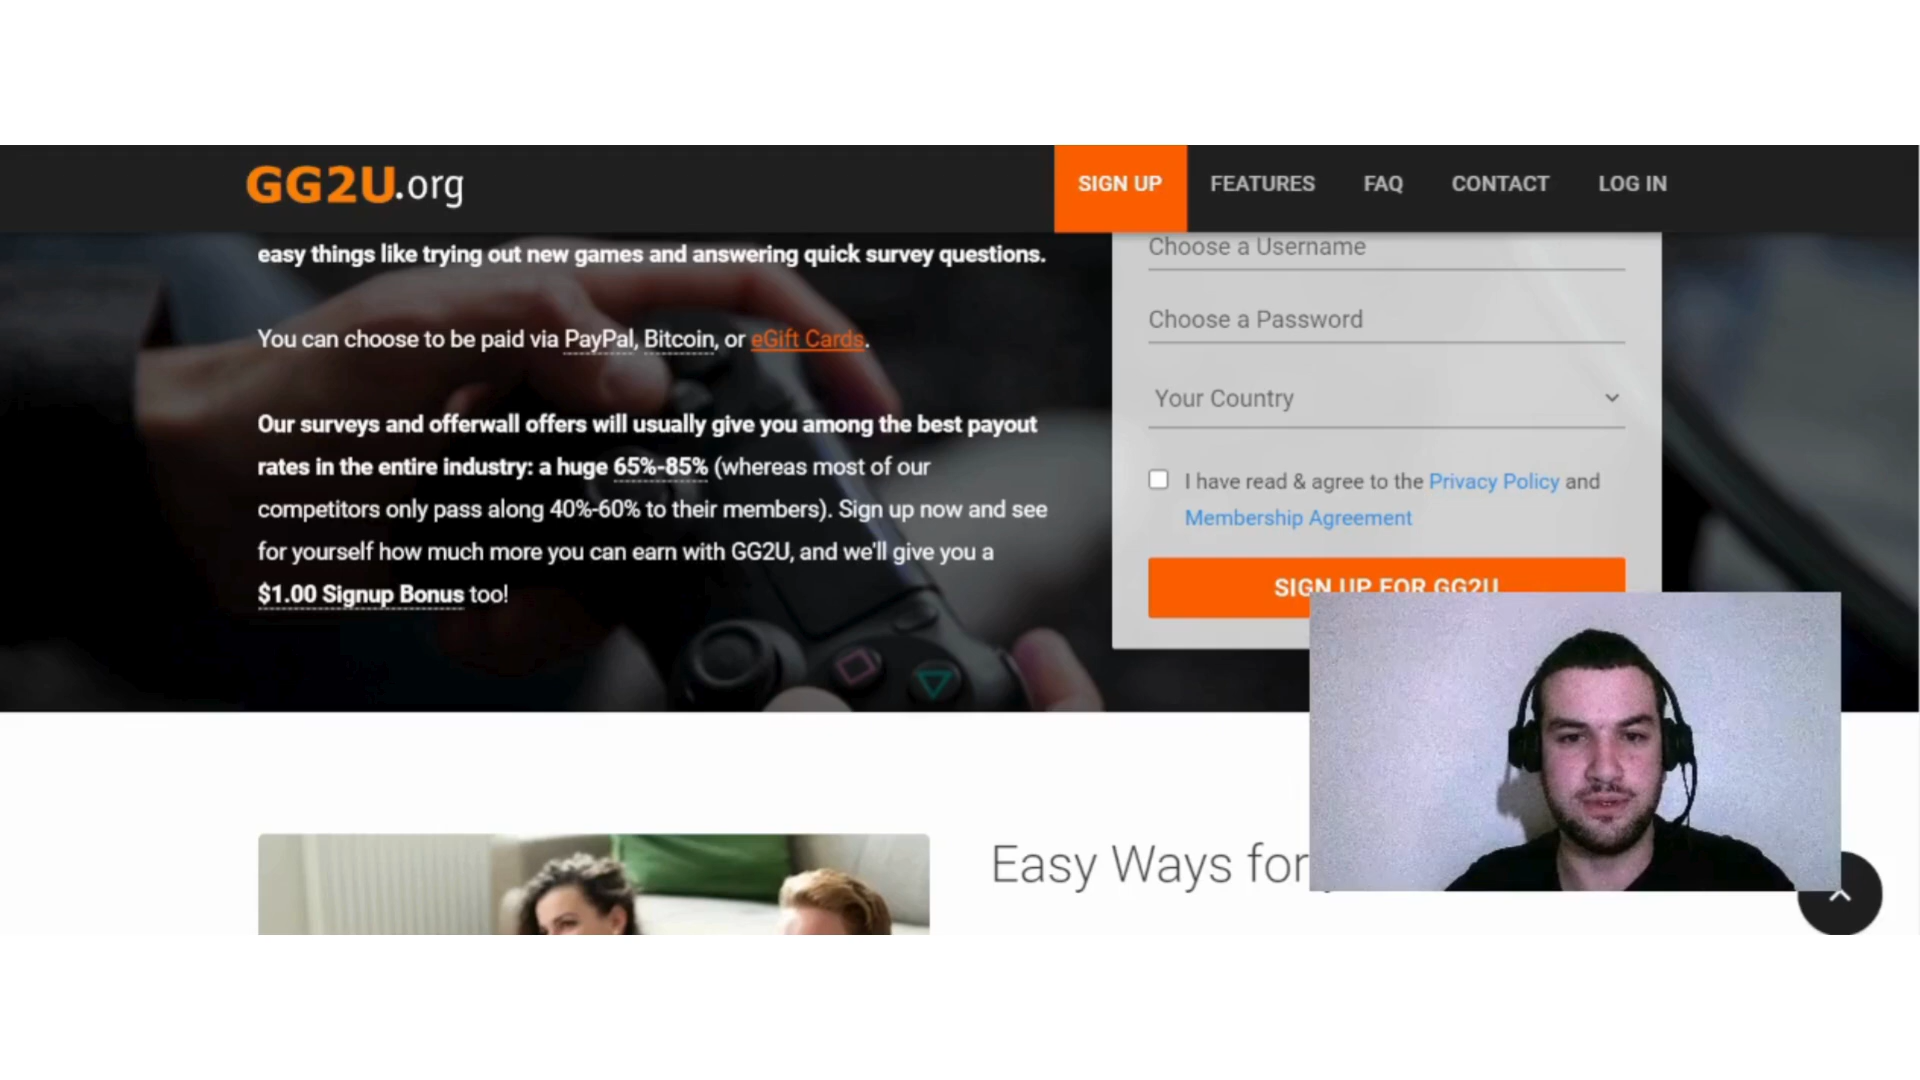 GG2U.org
SIGN UP
FEATURES
FAQ
CONTACT
LOG IN
easy things like trying out new games and answering quick survey questions.
You can choose to be paid via PayPal, Bitcoin, or eGift Cards.
Our surveys and offerwall offers will usually give you among the best payout
rates in the entire industry: a huge 65%-85% (whereas most of our
competitors only pass along 40%-60% to their members). Sign up now and see
for yourself how much more you can earn with GG2U, and we'll give you a
$1.00 Signup Bonus too!
Choose a Username
Choose a Password
Your Country
I have read & agree to the Privacy Policy and
Membership Agreement
SIGN UP FOR GG2U
Easy Ways for